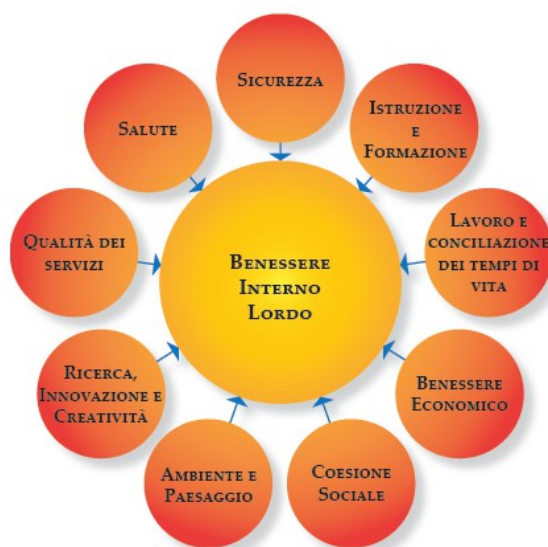 Sicurezza
Istruzione
e
Formazione
Lavoro e
conciliazione
dei tempi di
vita
Benessere
Economico
Coesione
Sociale
Ambiente e
Paesaggio
Ricerca,
Innovazione e
Creatività
Qualità dei
servizi
Salute
Benessere
Interno
Lordo